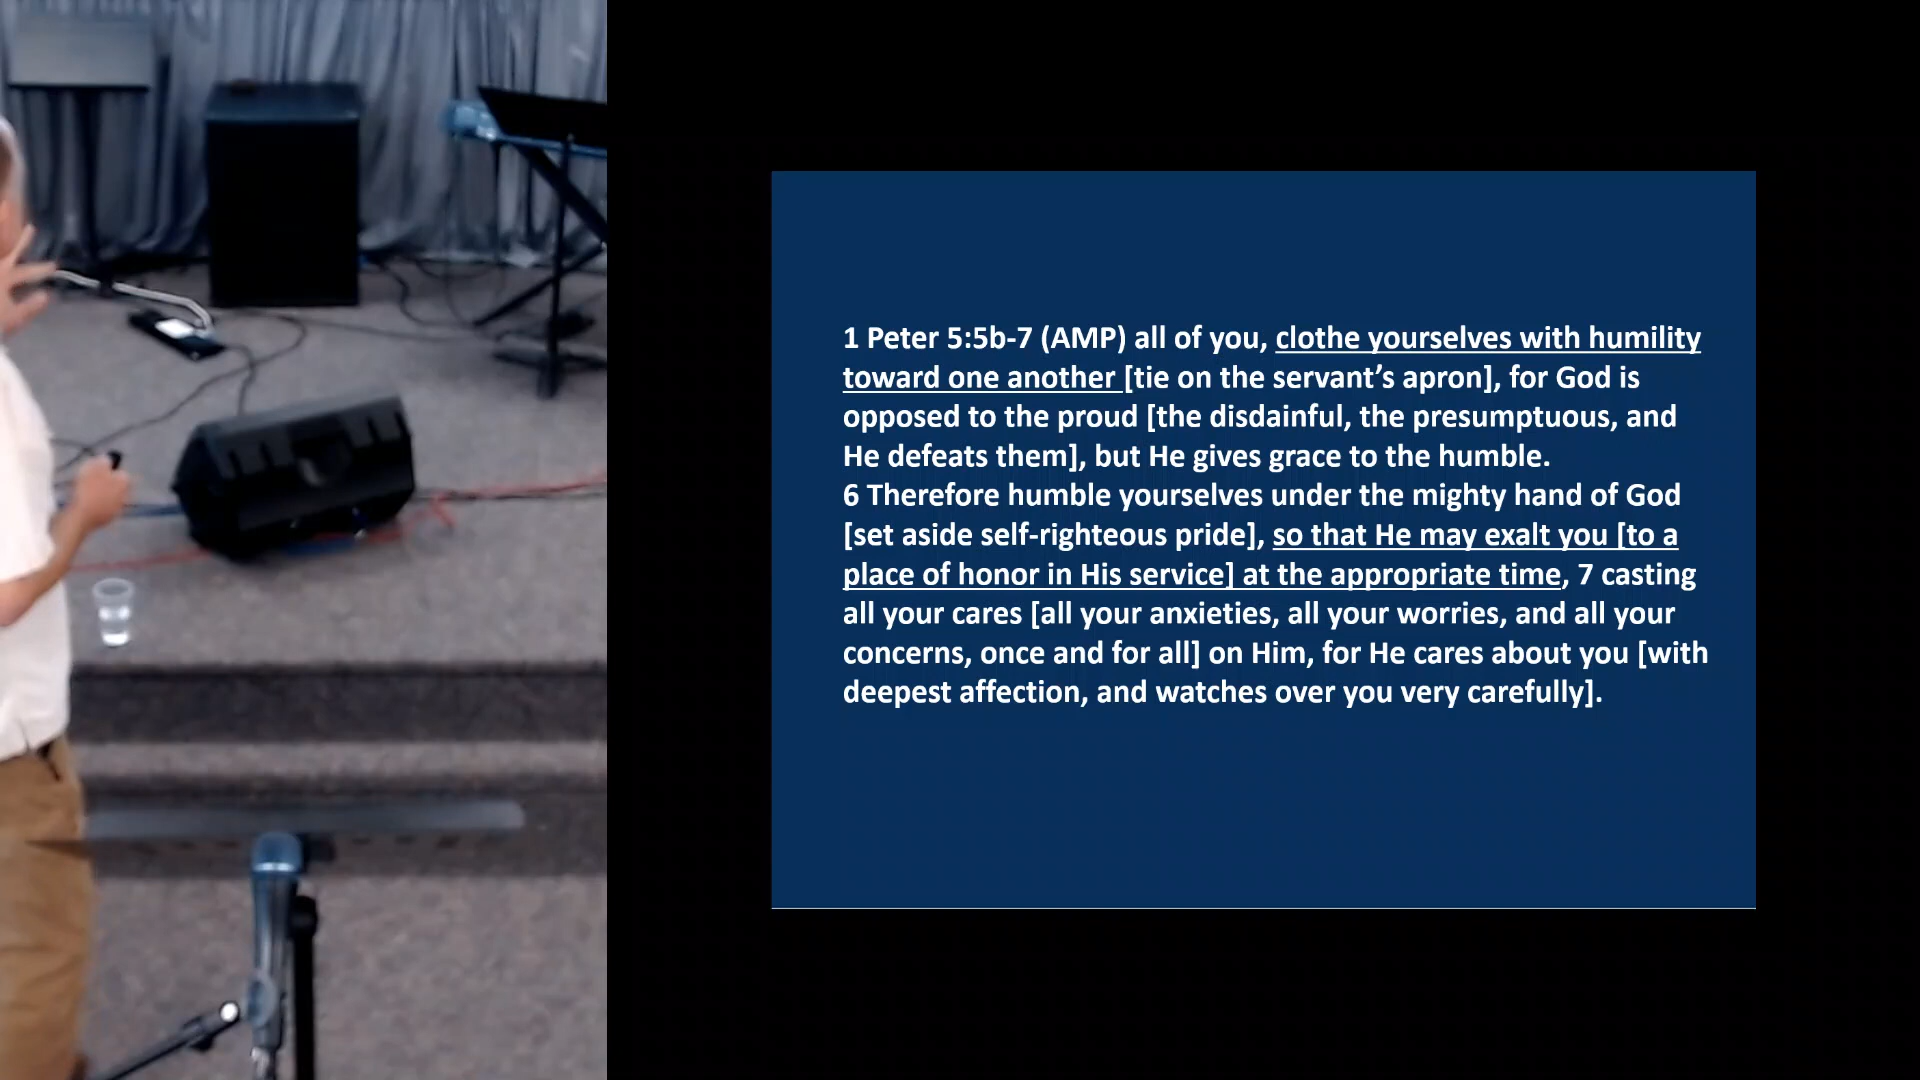 1 Peter 5:5b-7 (AMP) all of you, clothe yourselves with humility
toward one another [tie on the servant’s apron], for God is
opposed to the proud [the disdainful, the presumptuous, and
He defeats them], but He gives grace to the humble.
6 Therefore humble yourselves under the mighty hand of God
[set aside self-righteous pride], so that He may exalt you [to a
place of honor in His service] at the appropriate time, 7 casting
all your cares [all your anxieties, all your worries, and all your
concerns, once and for all] on Him, for He cares about you [with
deepest affection, and watches over you very carefully].